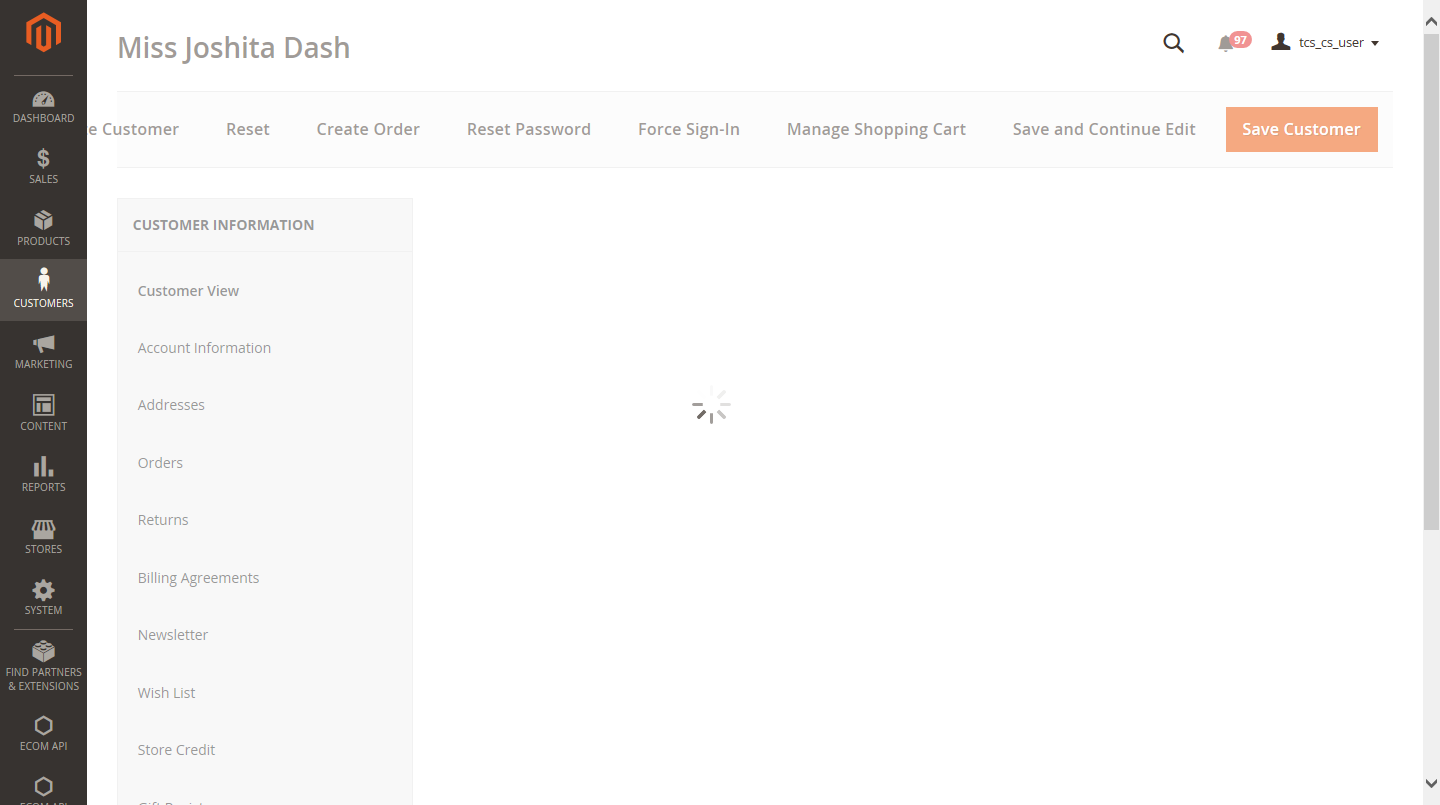 Miss Joshita Dash
97
tcs_cs_user
e Customer
Reset
Create Order
Reset Password
Force Sign-In
Manage Shopping Cart
Save and Continue Edit
Save Customer
DASHBOARD
SALES
PRODUCTS
CUSTOMERS
MARKETING
CONTENT
REPORTS
STORES
SYSTEM
FIND PARTNERS
& EXTENSIONS
ECOM API
ECOM API
CUSTOMER INFORMATION
Customer View
Account Information
Addresses
Orders
Returns
Billing Agreements
Newsletter
Wish List
Store Credit